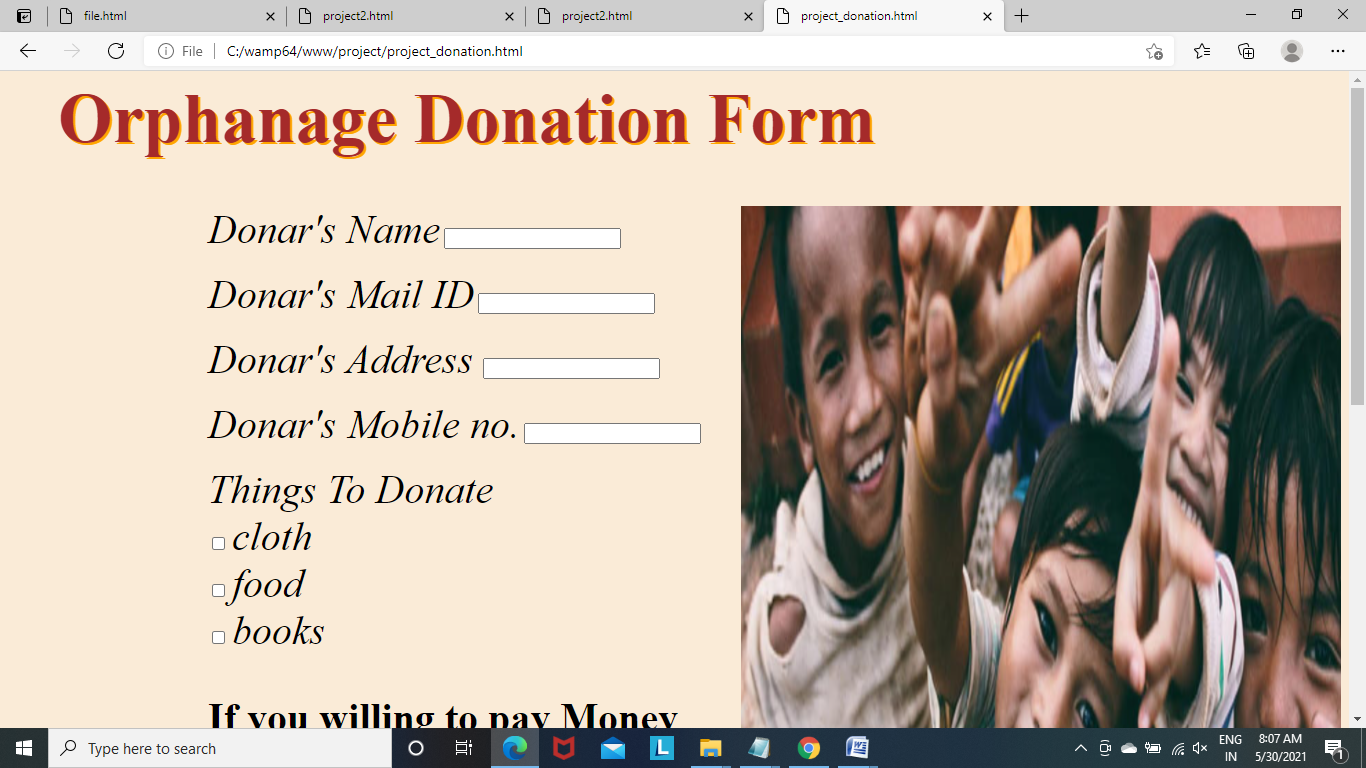 file.html
project2.html
project2.html
project_donation.html
File
C:/wamp64/www/project/project_donation.html
Orphanage Donation Form
Donar's Name
Donar's Mail ID
Donar's Address
Donar's Mobile no.
Things To Donate
cloth
food
books
If you willing to pay Money
Type here to search
L
W
ENG
IN
8:07 AM
5/30/2021
1